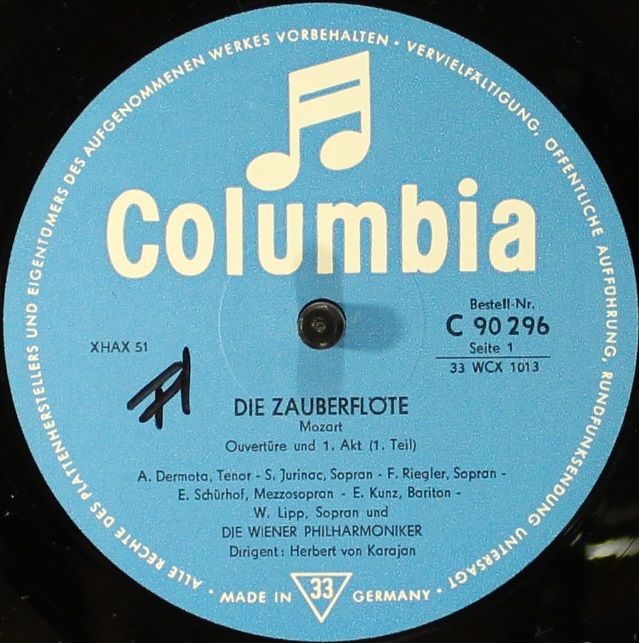 ALLE RECHTE DES PLATTENHERSTELLERS UND EIGENTÜMERS DES AUFGENOMMENEN WERKES VORBEHALTEN · VERVIELFÄLTIGUNG, ÖFFENTLICHE AUFFÜHRUNG, RUNDFUNKSENDUNG UNTERSAGT ·
Columbia
Bestell-Nr.
C 90 296
Seite 1
33 WCX 1013
XHAX 51
DIE ZAUBERFLÖTE
Mozart
Ouvertüre und 1. Akt (1. Teil)
A. Dermota, Tenor - S. Jurinac, Sopran - F. Riegler, Sopran -
E. Schürhof, Mezzosopran - E. Kunz, Bariton -
W. Lipp, Sopran und
DIE WIENER PHILHARMONIKER
Dirigent: Herbert von Karajan
MADE IN 33 GERMANY ·